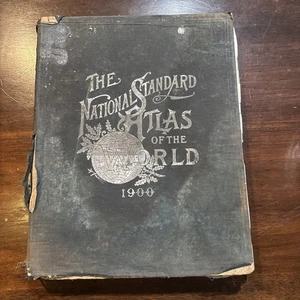 THE
NATIONAL STANDARD
ATLAS
OF THE
WORLD
1900